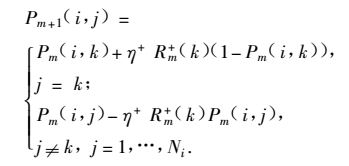 P_{m+1}(i,j) =
P_m(i,k)+η^+ R_m^+(k)(1-P_m(i,k)),
j = k;
P_m(i,j)-η^+ R_m^+(k)P_m(i,j),
j≠k, j=1,⋯,N_i.